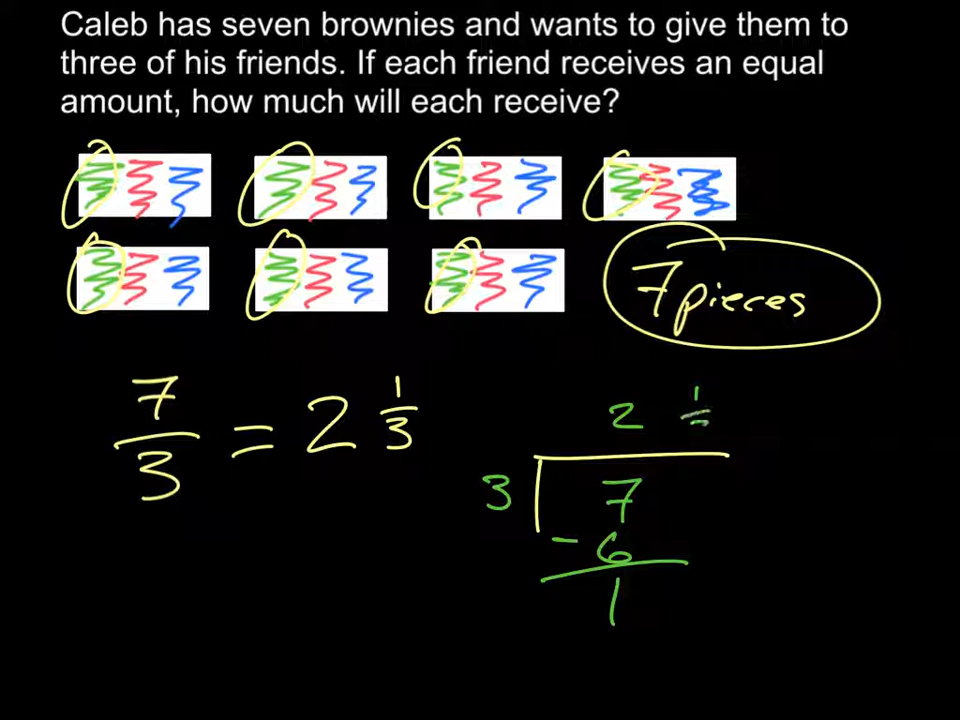 Caleb has seven brownies and wants to give them to
three of his friends. If each friend receives an equal
amount, how much will each receive?
7 pieces
7/3 = 2 1/3
2 1
3 7
- 6
1